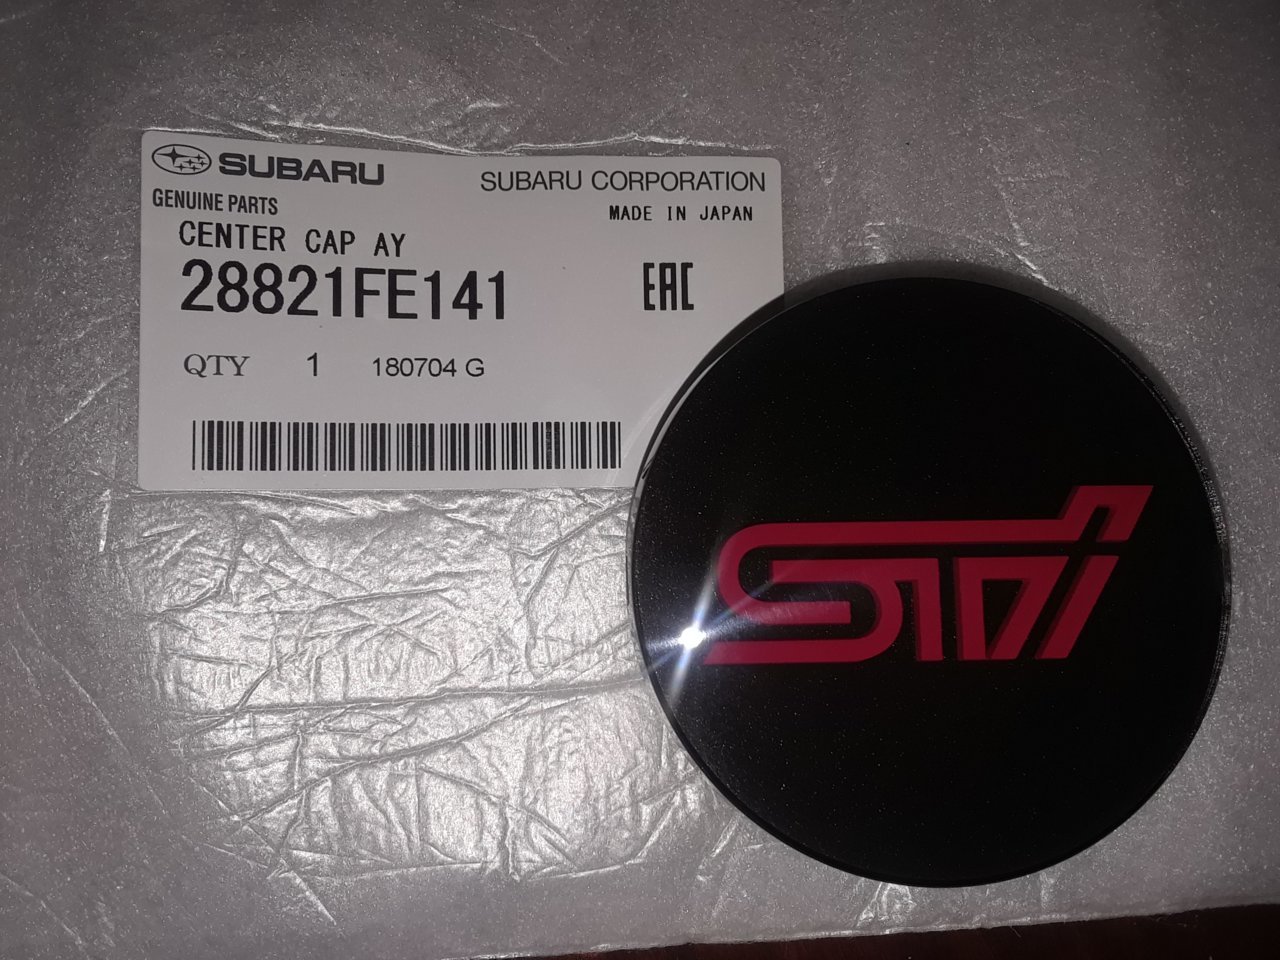 SUBARU
SUBARU CORPORATION
GENUINE PARTS
MADE IN JAPAN
CENTER CAP AY
28821FE141
EAC
QTY 1 180704 G
STi